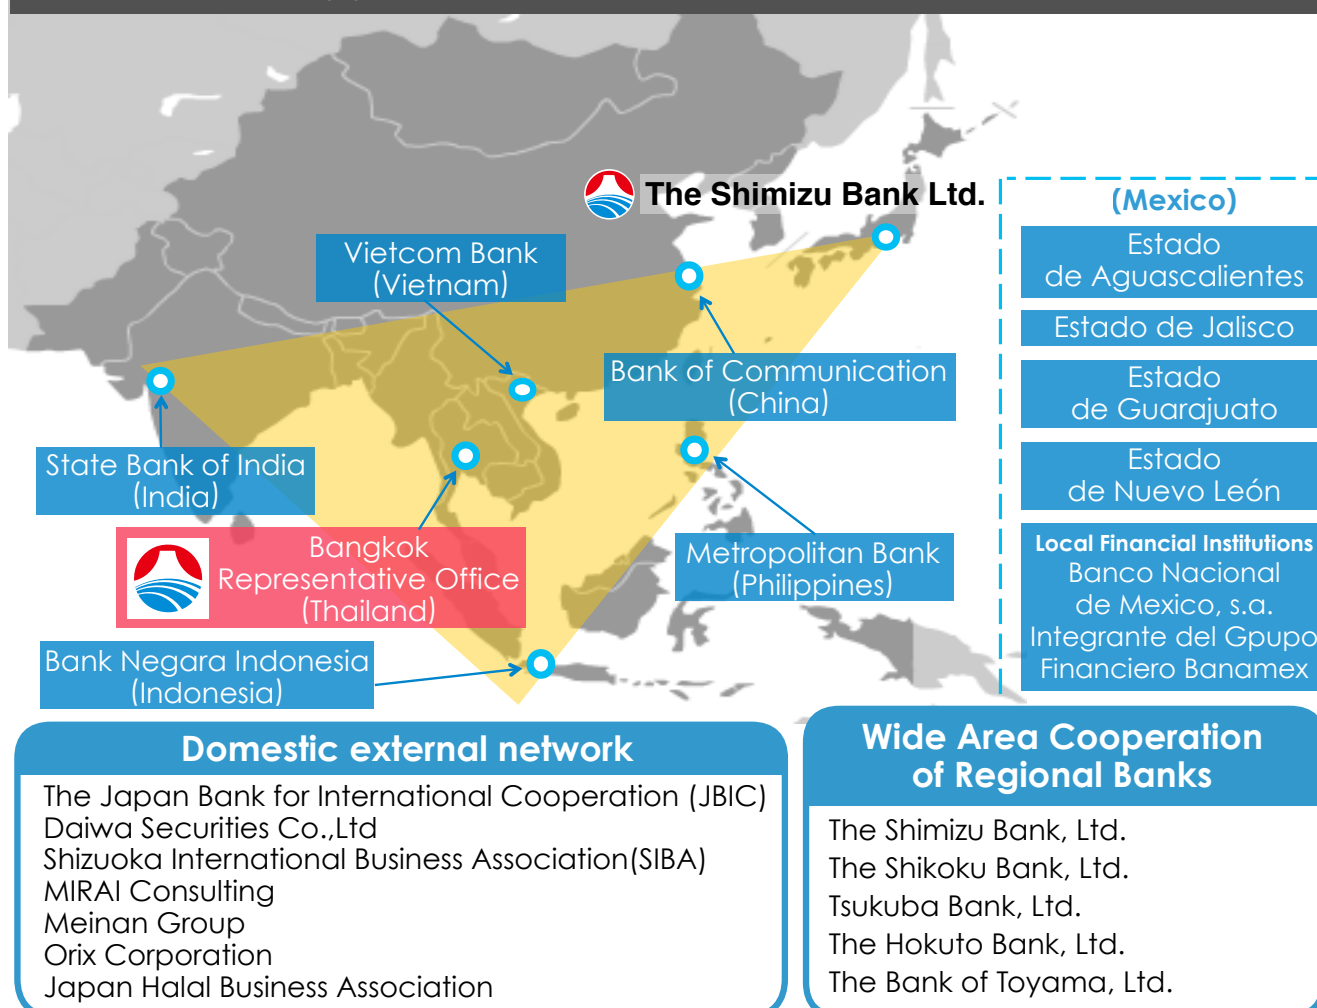 The Shimizu Bank Ltd.
(Mexico)
Estado
de Aguascalientes
Estado de Jalisco
Estado
de Guarajuato
Estado
de Nuevo León
Local Financial Institutions
Banco Nacional
de Mexico, s.a.
Integrante del Gpupo
Financiero Banamex
Vietcom Bank
(Vietnam)
Bank of Communication
(China)
State Bank of India
(India)
Bangkok
Representative Office
(Thailand)
Metropolitan Bank
(Philippines)
Bank Negara Indonesia
(Indonesia)
Domestic external network
The Japan Bank for International Cooperation (JBIC)
Daiwa Securities Co.,Ltd
Shizuoka International Business Association(SIBA)
MIRAI Consulting
Meinan Group
Orix Corporation
Japan Halal Business Association
Wide Area Cooperation
of Regional Banks
The Shimizu Bank, Ltd.
The Shikoku Bank, Ltd.
Tsukuba Bank, Ltd.
The Hokuto Bank, Ltd.
The Bank of Toyama, Ltd.